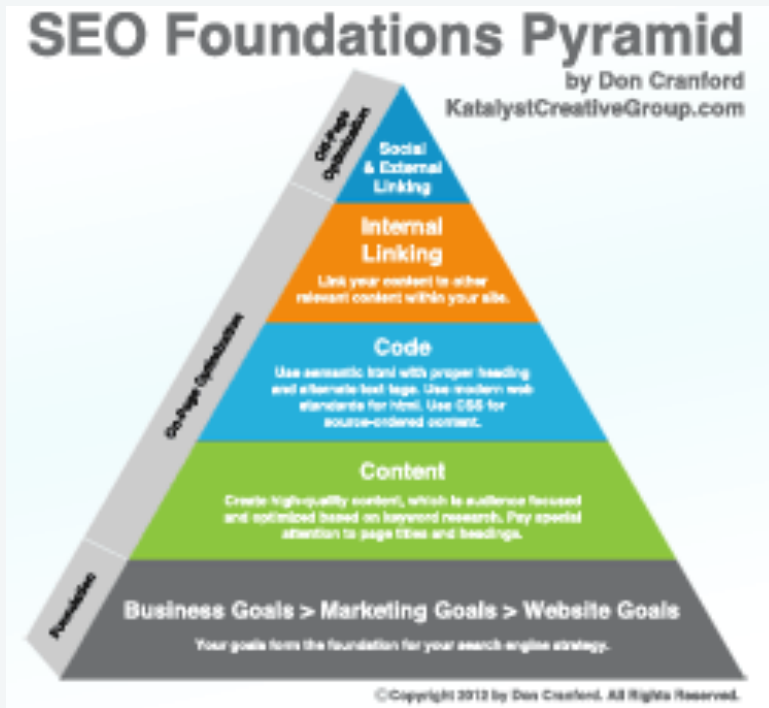 SEO Foundations Pyramid
by Don Cranford
KatalystCreativeGroup.com
Off-Page
Optimization
Social
& External
Linking
Internal
Linking
Link your content to other
relevant content within your site.
On-Page Optimization
Code
Use semantic html with proper heading
and alternate text tags. Use modern web
standards for html. Use CSS for
source-ordered content.
Content
Create high-quality content, which is audience focused
and optimized based on keyword research. Pay special
attention to page titles and headings.
Foundation
Business Goals > Marketing Goals > Website Goals
Your goals form the foundation for your search engine strategy.
©Copyright 2012 by Don Cranford. All Rights Reserved.